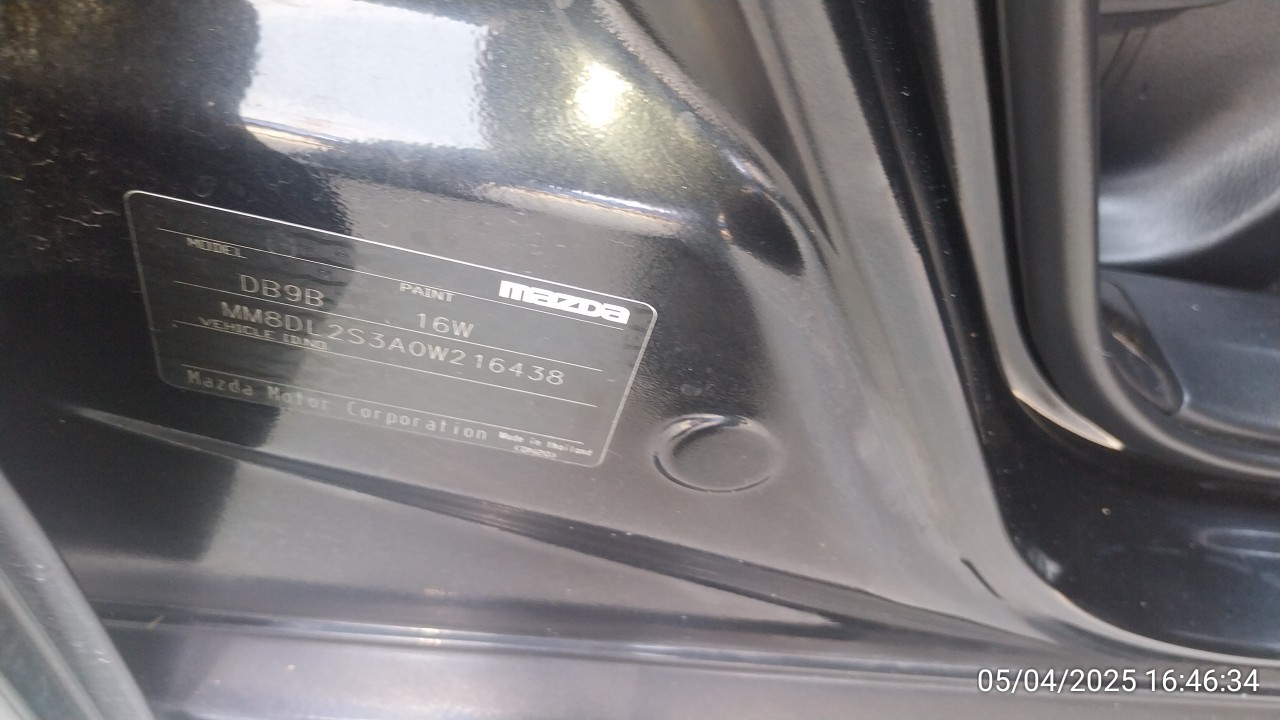 MODEL
DB9B PAINT 16W mazda
MM8DL2S3A0W216438
VEHICLE ID.NO.
Mazda Motor Corporation Made in thailand
05/04/2025 16:46:34